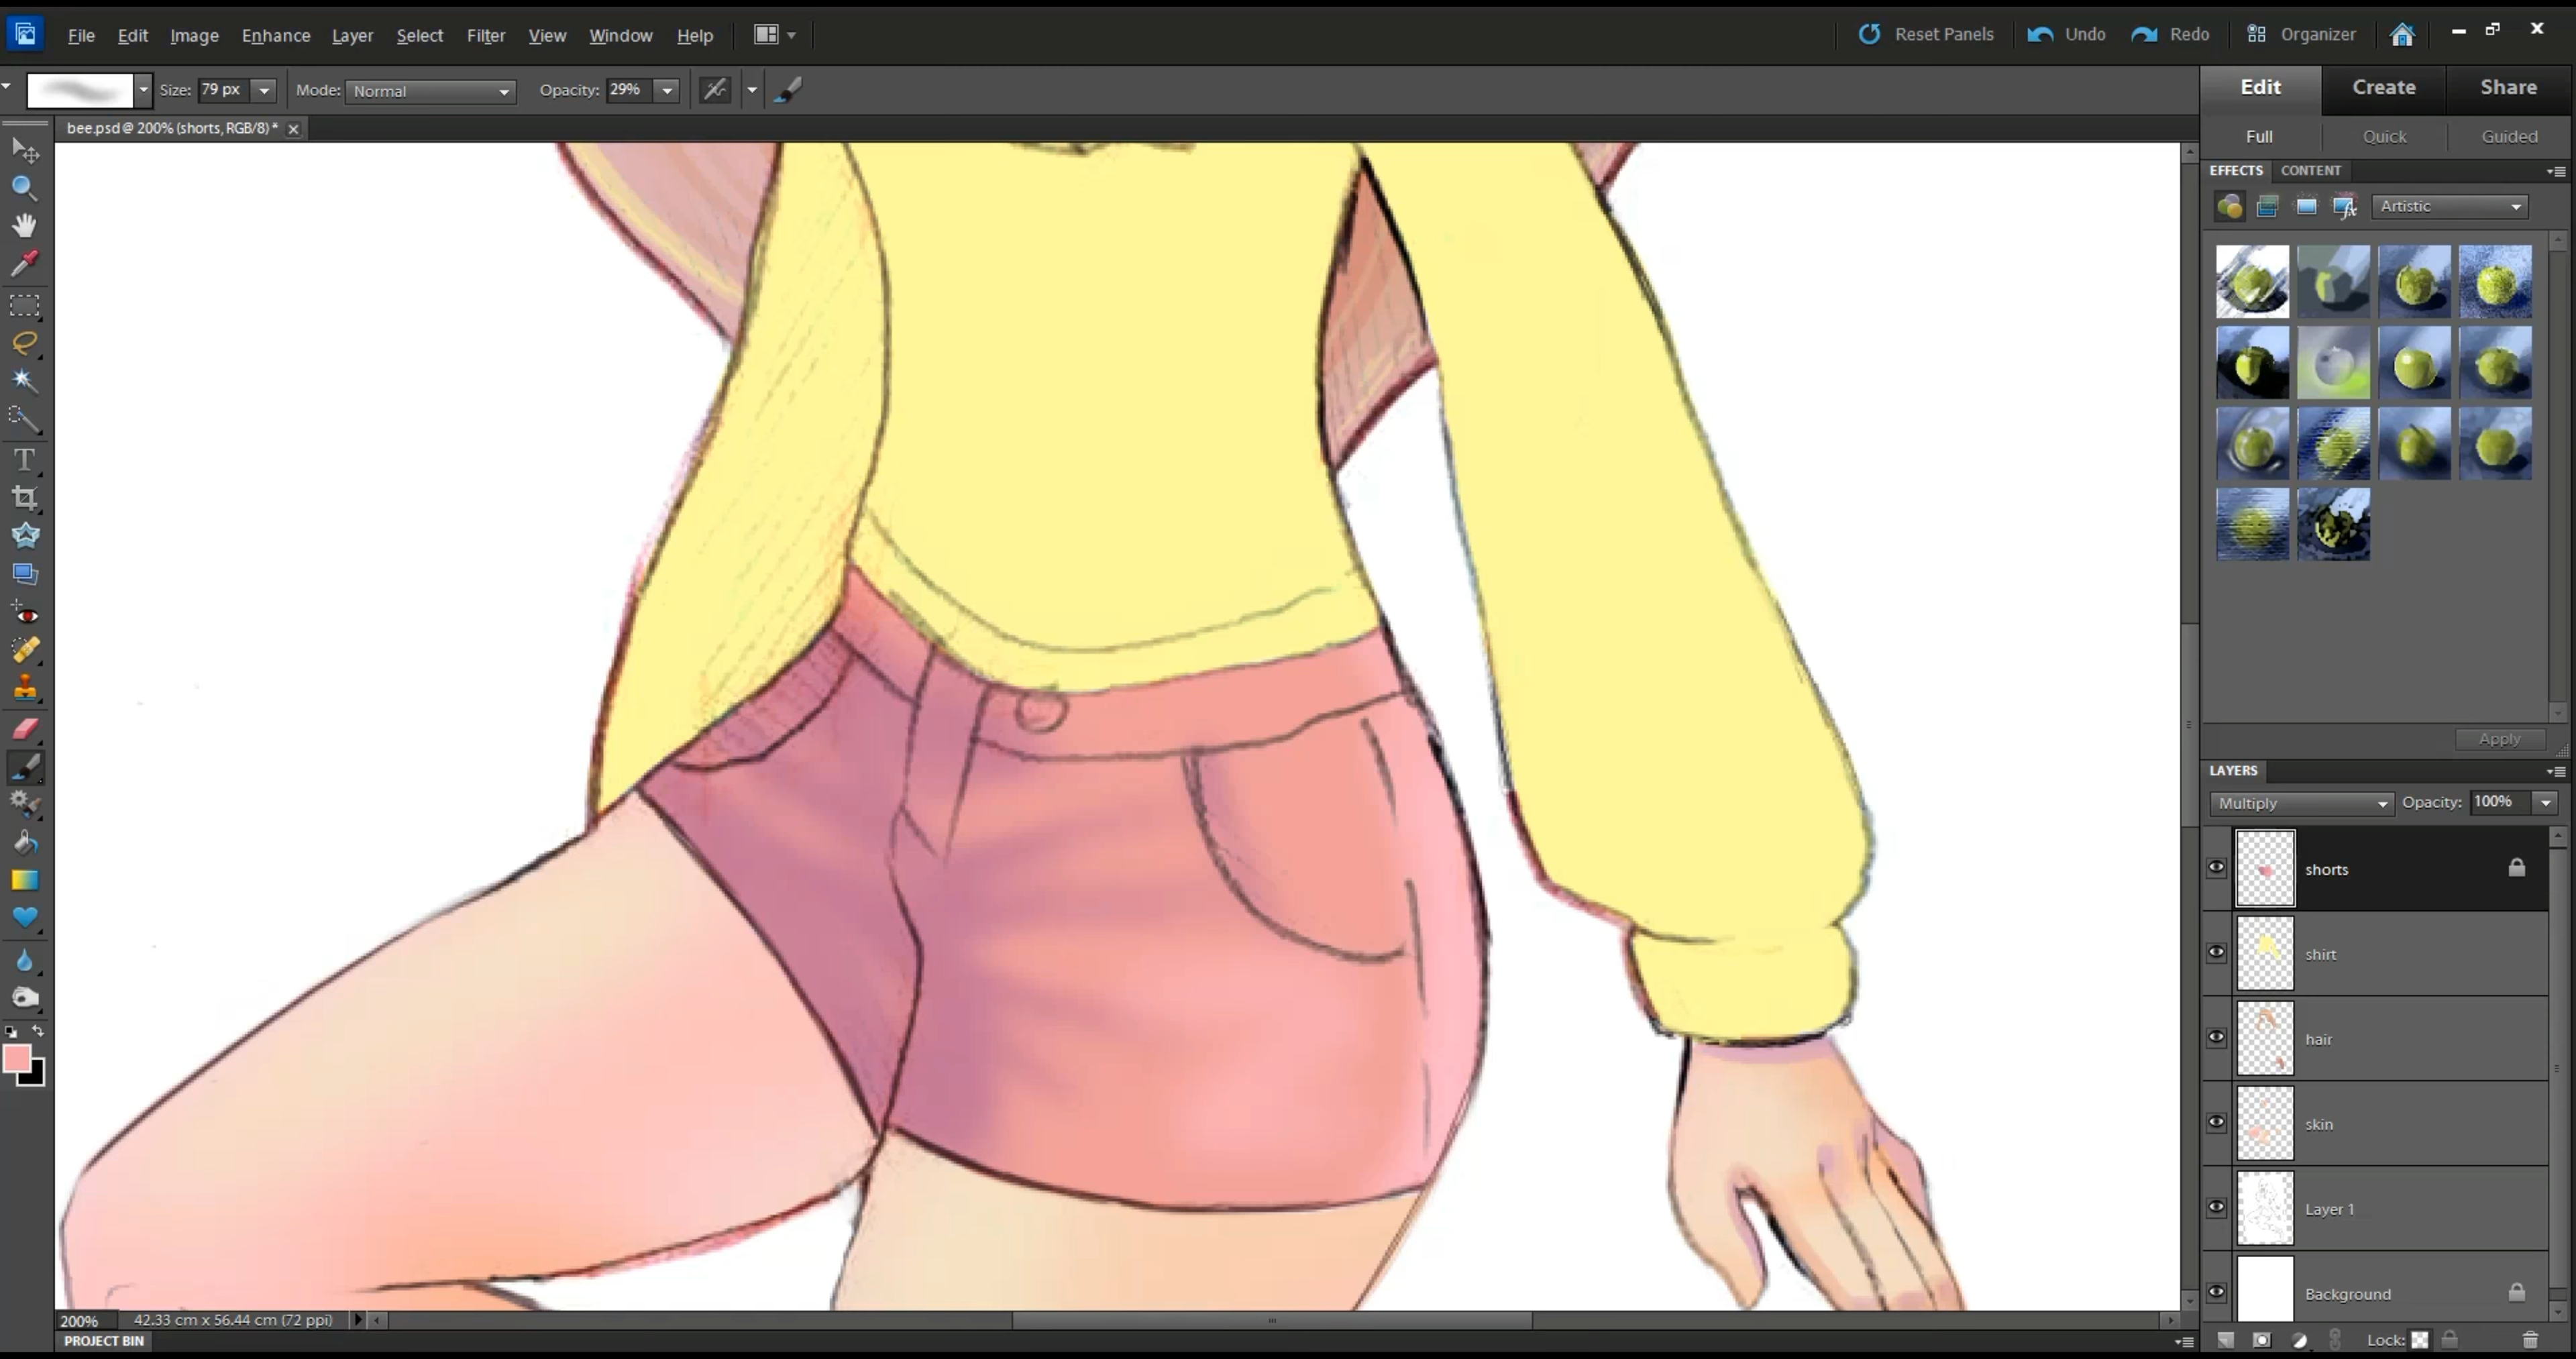 File Edit Image Enhance Layer Select Filter View Window Help Reset Panels Undo Redo Organizer
Size: 79 px Mode: Normal Opacity: 29%
Edit Create Share
bee.psd @ 200% (shorts, RGB/8) *
Full Quick Guided
EFFECTS CONTENT
Artistic
Apply
LAYERS
Multiply Opacity: 100%
shorts
shirt
hair
skin
Layer 1
Background
200% 42.33 cm x 56.44 cm (72 ppi)
PROJECT BIN
Lock: